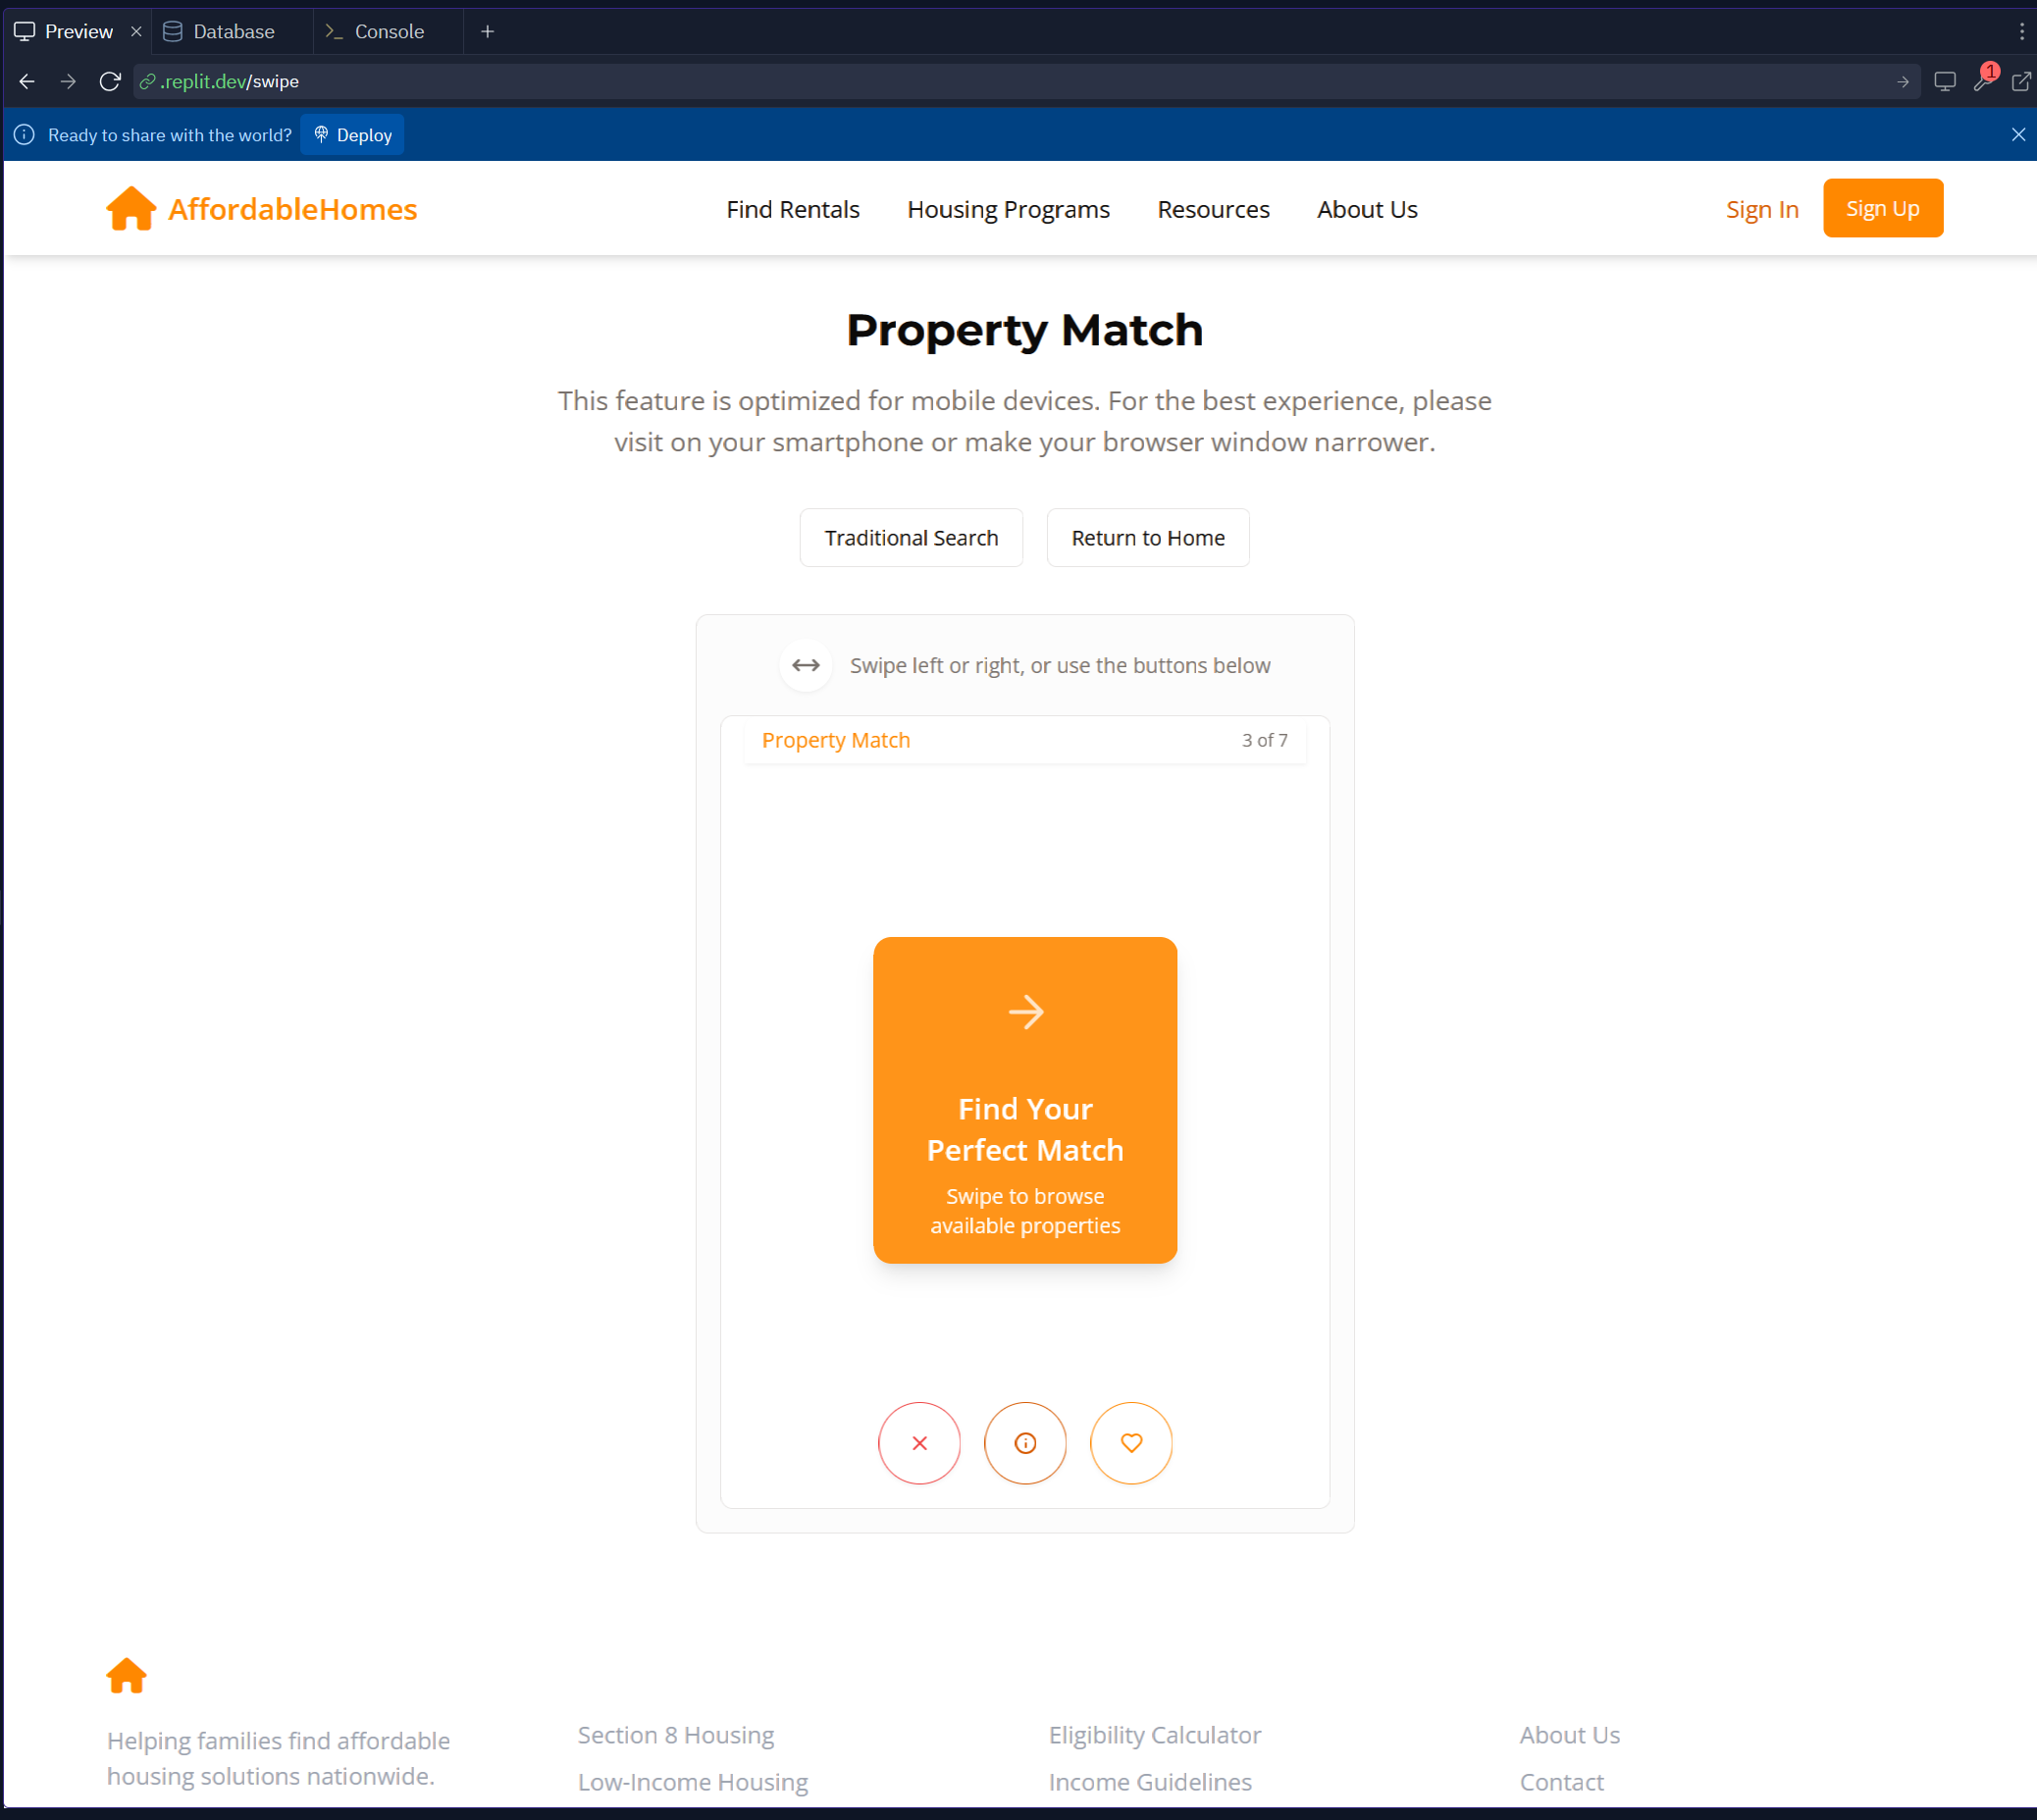 Preview
Database
Console
.replit.dev/swipe
1
Ready to share with the world?
Deploy
AffordableHomes
Find Rentals
Housing Programs
Resources
About Us
Sign In
Sign Up
Property Match
This feature is optimized for mobile devices. For the best experience, please
visit on your smartphone or make your browser window narrower.
Traditional Search
Return to Home
Swipe left or right, or use the buttons below
Property Match
3 of 7
Find Your
Perfect Match
Swipe to browse
available properties
Helping families find affordable
housing solutions nationwide.
Section 8 Housing
Low-Income Housing
Eligibility Calculator
Income Guidelines
About Us
Contact